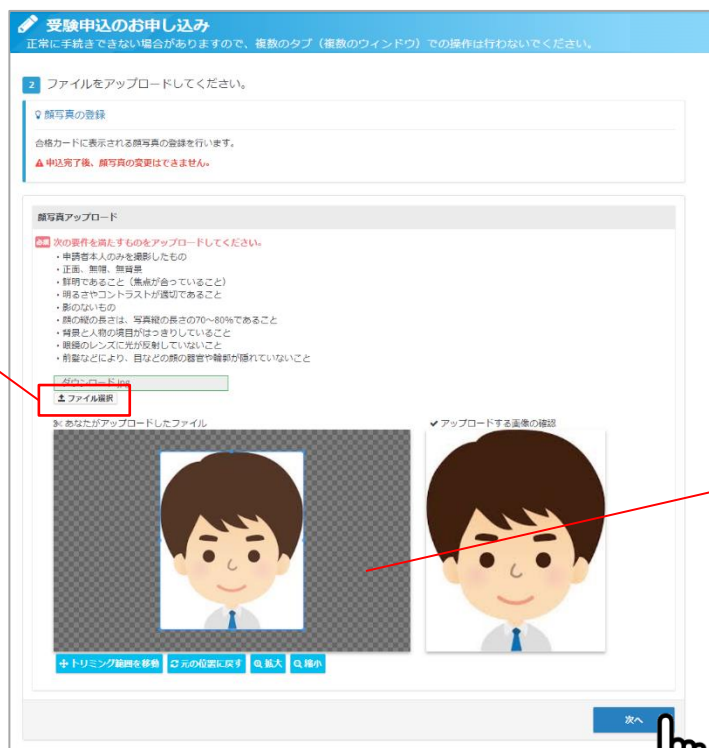 受験申込のお申し込み
正常に手続きできない場合がありますので、複数のタブ（複数のウィンドウ）での操作は行わないでください。
2 ファイルをアップロードしてください。
顔写真の登録
合格カードに表示される顔写真の登録を行います。
申込完了後、顔写真の変更はできません。
顔写真アップロード
必須 次の要件を満たすものをアップロードしてください。
・申請者本人のみを撮影したもの
・正面、無帽、無背景
・鮮明であること（焦点が合っていること）
・明るさやコントラストが適切であること
・影のないもの
・顔の縦の長さは、写真縦の長さの70～80%であること
・背景と人物の境目がはっきりしていること
・眼鏡のレンズに光が反射していないこと
・前髪などにより、目などの顔の器官や輪郭が隠れていないこと
ダウンロード.jpg
ファイル選択
あなたがアップロードしたファイル
アップロードする画像の確認
トリミング範囲を移動 元の位置に戻す 拡大 縮小
次へ